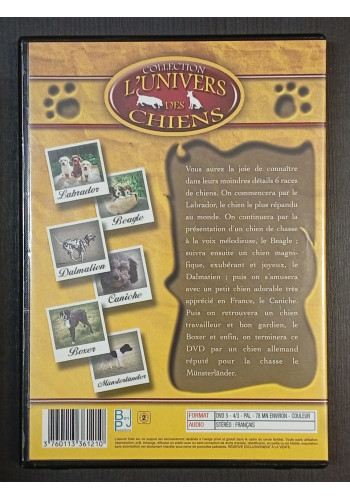 COLLECTION
L'UNIVERS
DES
CHIENS
Labrador
Beagle
Dalmatien
Caniche
Boxer
Münsterländer
Vous aurez la joie de connaître
dans leurs moindres détails 6 races
de chiens. On commencera par le
Labrador, le chien le plus répandu
au monde. On continuera par la
présentation d'un chien de chasse
à la voix mélodieuse, le Beagle ;
suivra ensuite un chien magni-
fique, exubérant et joyeux, le
Dalmatien ; puis on s'amusera
avec un petit chien adorable très
apprécié en France, le Caniche.
Puis on retrouvera un chien
travailleur et bon gardien, le
Boxer et enfin, on terminera ce
DVD par un chien allemand
réputé pour la chasse le
Münsterländer.
3760113361210
B PJ
2
FORMAT DVD 5 - 4/3 - PAL - 78 MN ENVIRON - COULEUR
AUDIO STÉRÉO : FRANÇAIS